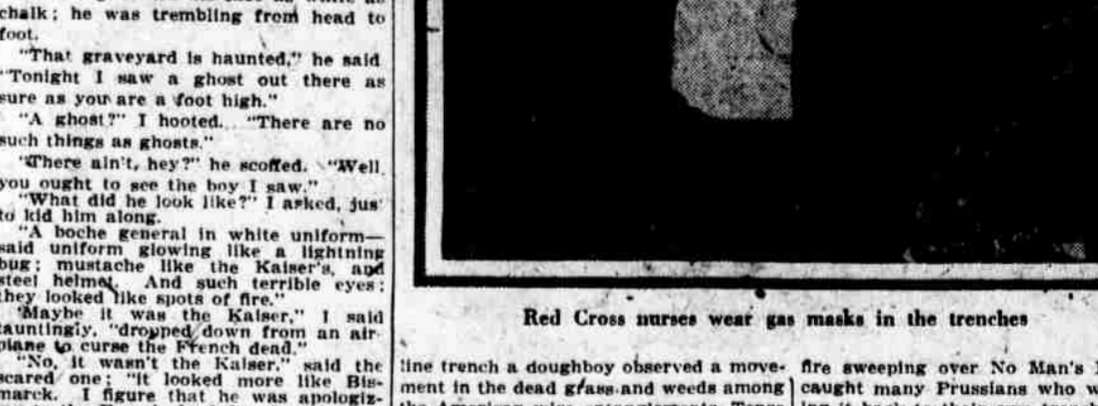 chalk; he was trembling from head to
foot.
"That graveyard is haunted," he said
"Tonight I saw a ghost out there as
sure as you are a foot high."
"A ghost?" I hooted. "There are no
such things as ghosts."
"There ain't, hey?" he scoffed. "Well
you ought to see the boy I saw."
"What did he look like?" I asked, jus
to kid him along.
"A boche general in white uniform—
said uniform glowing like a lightning
bug; mustache like the Kaiser's, and
steel helmet. And such terrible eyes;
they looked like spots of fire."
"Maybe it was the Kaiser," I said
tauntingly, "dropped down from an air
plane to curse the French dead."
"No, it wasn't the Kaiser," said the
scared one; "it looked more like Bis-
marck. I figure that he was apologiz-
Red Cross nurses wear gas masks in the trenches
line trench a doughboy observed a move-
ment in the dead grass and weeds among
fire sweeping over No Man's
caught many Prussians who w